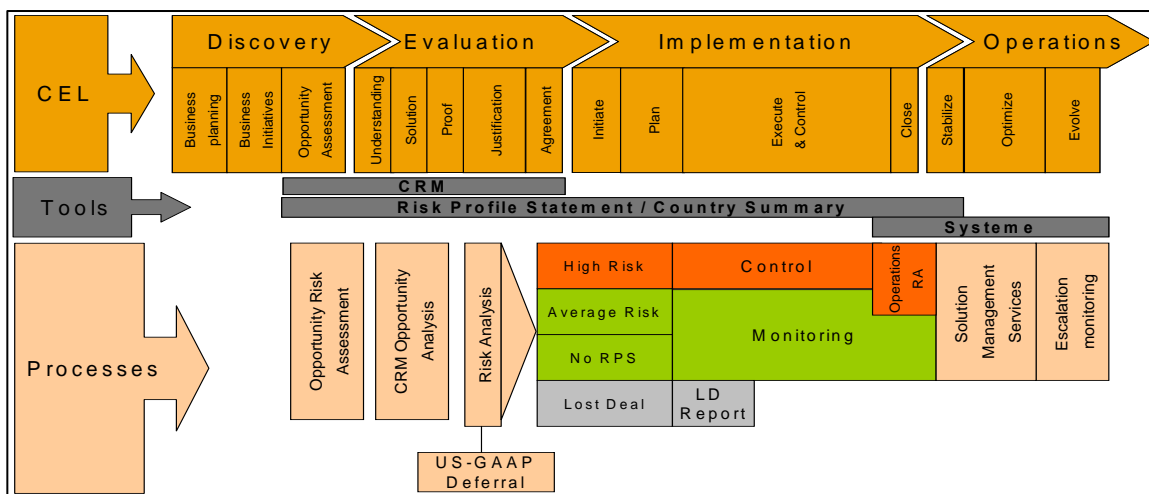 Discovery
Evaluation
Implementation
Operations
CEL
Business
planning
Business
Initiatives
Opportunity
Assessment
Understanding
Solution
Proof
Justification
Agreement
Initiate
Plan
Execute
& Control
Close
Stabilize
Optimize
Evolve
Tools
CRM
Risk Profile Statement / Country Summary
Systeme
Processes
Opportunity Risk
Assessment
CRM Opportunity
Analysis
Risk Analysis
High Risk
Control
Operations
RA
Average Risk
Monitoring
No RPS
Lost Deal
LD
Report
Solution
Management
Services
Escalation
monitoring
US-GAAP
Deferral